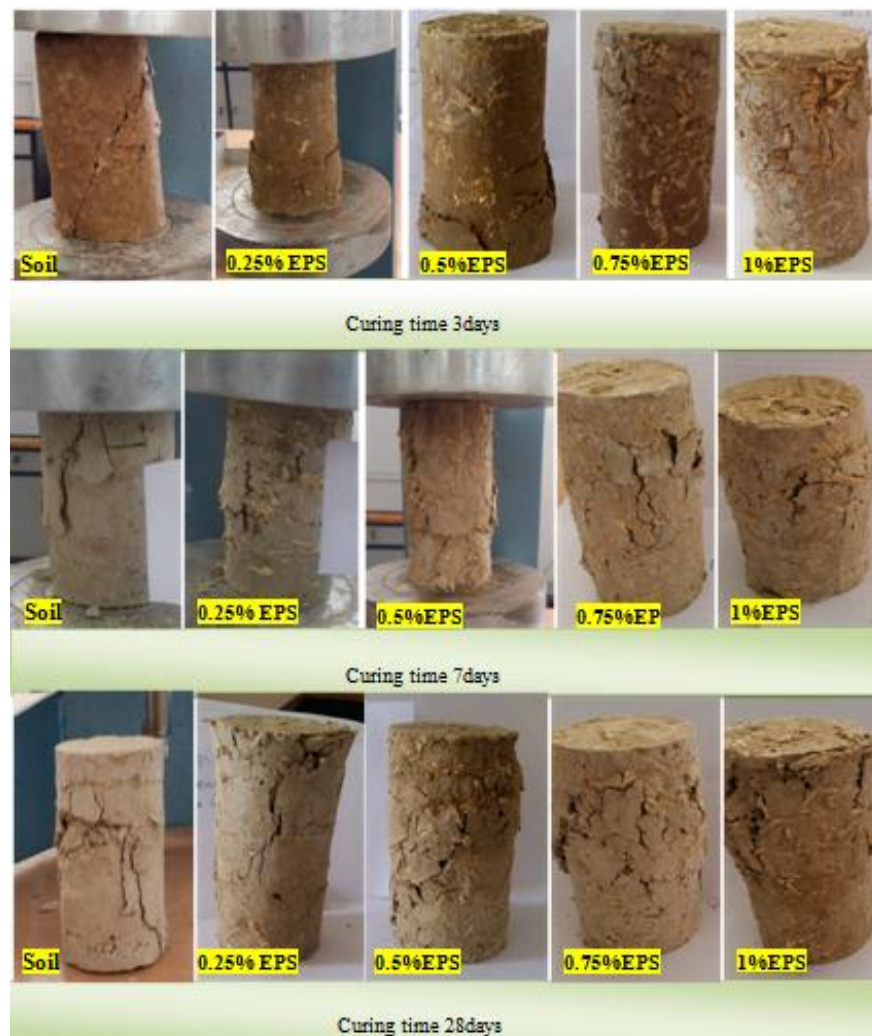 Soil
0.25% EPS
0.5%EPS
0.75%EPS
1%EPS
Curing time 3days
Soil
0.25% EPS
0.5%EPS
0.75%EP
1%EPS
Curing time 7days
Soil
0.25% EPS
0.5%EPS
0.75%EPS
1%EPS
Curing time 28days